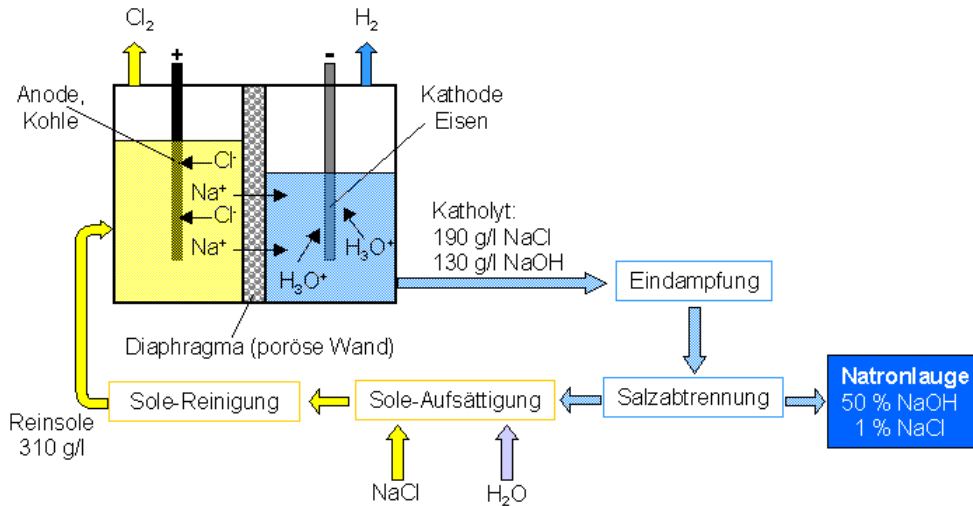 Cl₂
H₂
+
-
Anode,
Kohle
Kathode
Eisen
Cl⁻
Na⁺
Cl⁻
Na⁺
H₃O⁺
H₃O⁺
Katholyt:
190 g/l NaCl
130 g/l NaOH
Eindampfung
Diaphragma (poröse Wand)
Reinsole
310 g/l
Sole-Reinigung
Sole-Aufsättigung
Salzabtrennung
Natronlauge
50 % NaOH
1 % NaCl
NaCl
H₂O